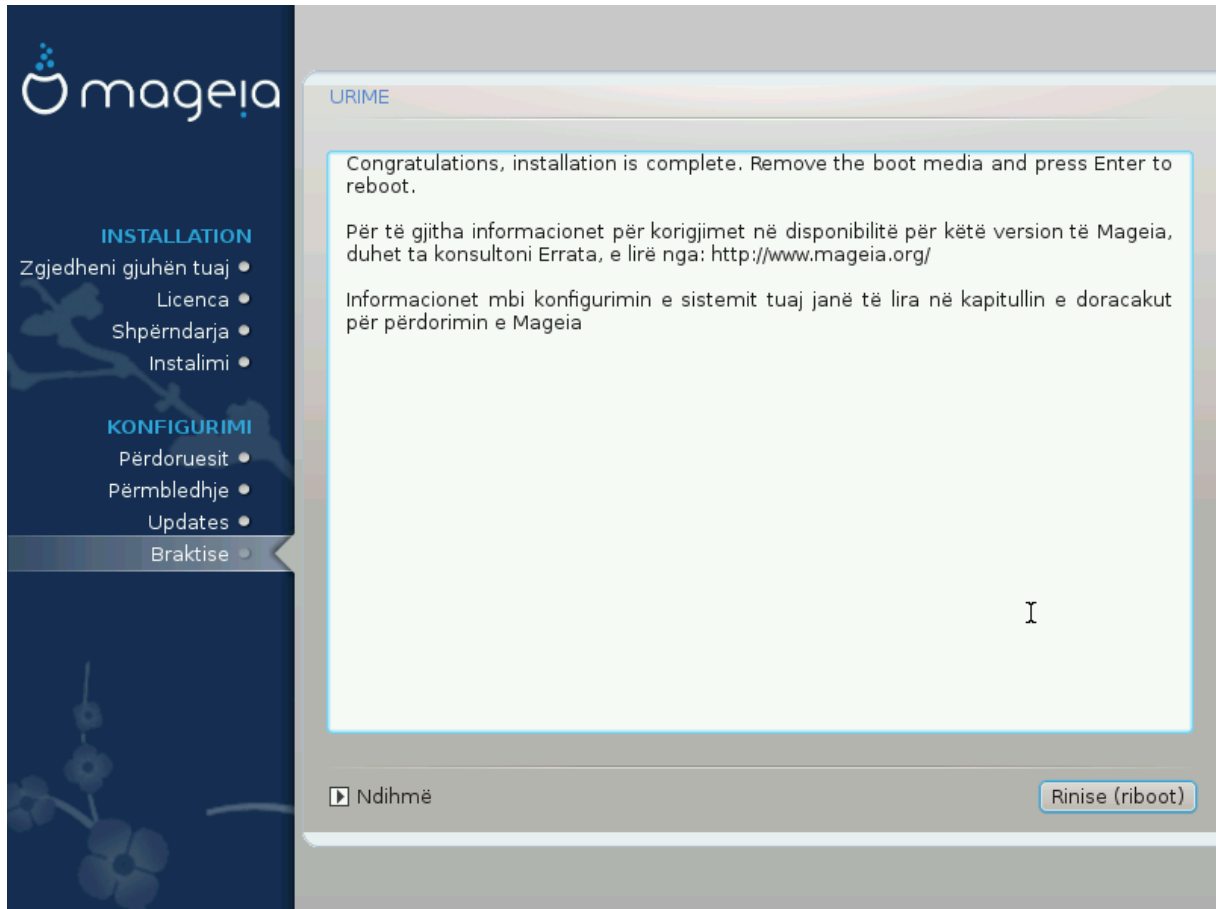 mageia
INSTALLATION
Zgjedheni gjuhën tuaj
Licenca
Shpërndarja
Instalimi
KONFIGURIMI
Përdoruesit
Përmbledhje
Updates
Braktise
URIME
Congratulations, installation is complete. Remove the boot media and press Enter to
reboot.
Për të gjitha informacionet për korigjimet në disponibilitë për këtë version të Mageia,
duhet ta konsultoni Errata, e lirë nga: http://www.mageia.org/
Informacionet mbi konfigurimin e sistemit tuaj janë të lira në kapitullin e doracakut
për përdorimin e Mageia
Ndihmë
Rinise (riboot)